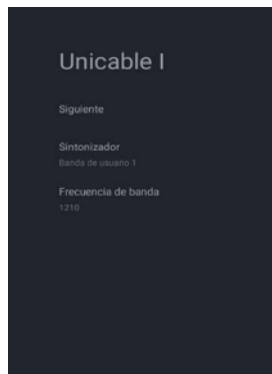 Unicable I
Siguiente
Sintonizador
Banda de usuario 1
Frecuencia de banda
1210